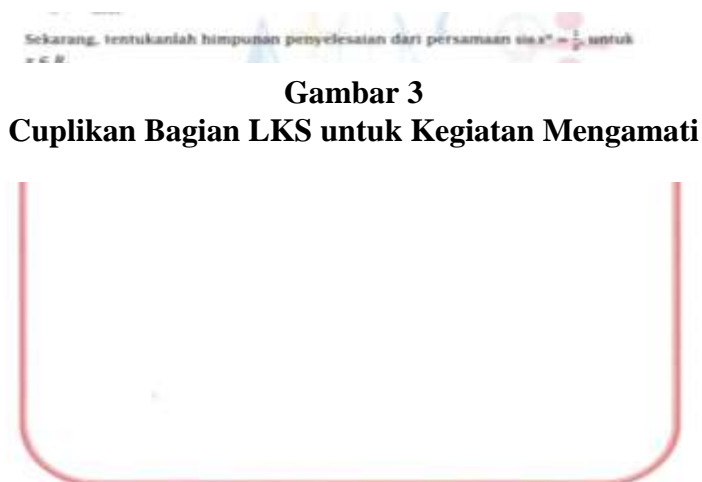 Sekarang, tentukanlah himpunan penyelesaian dari persamaan sin x° = 1/2, untuk
x ∈ R
Gambar 3
Cuplikan Bagian LKS untuk Kegiatan Mengamati